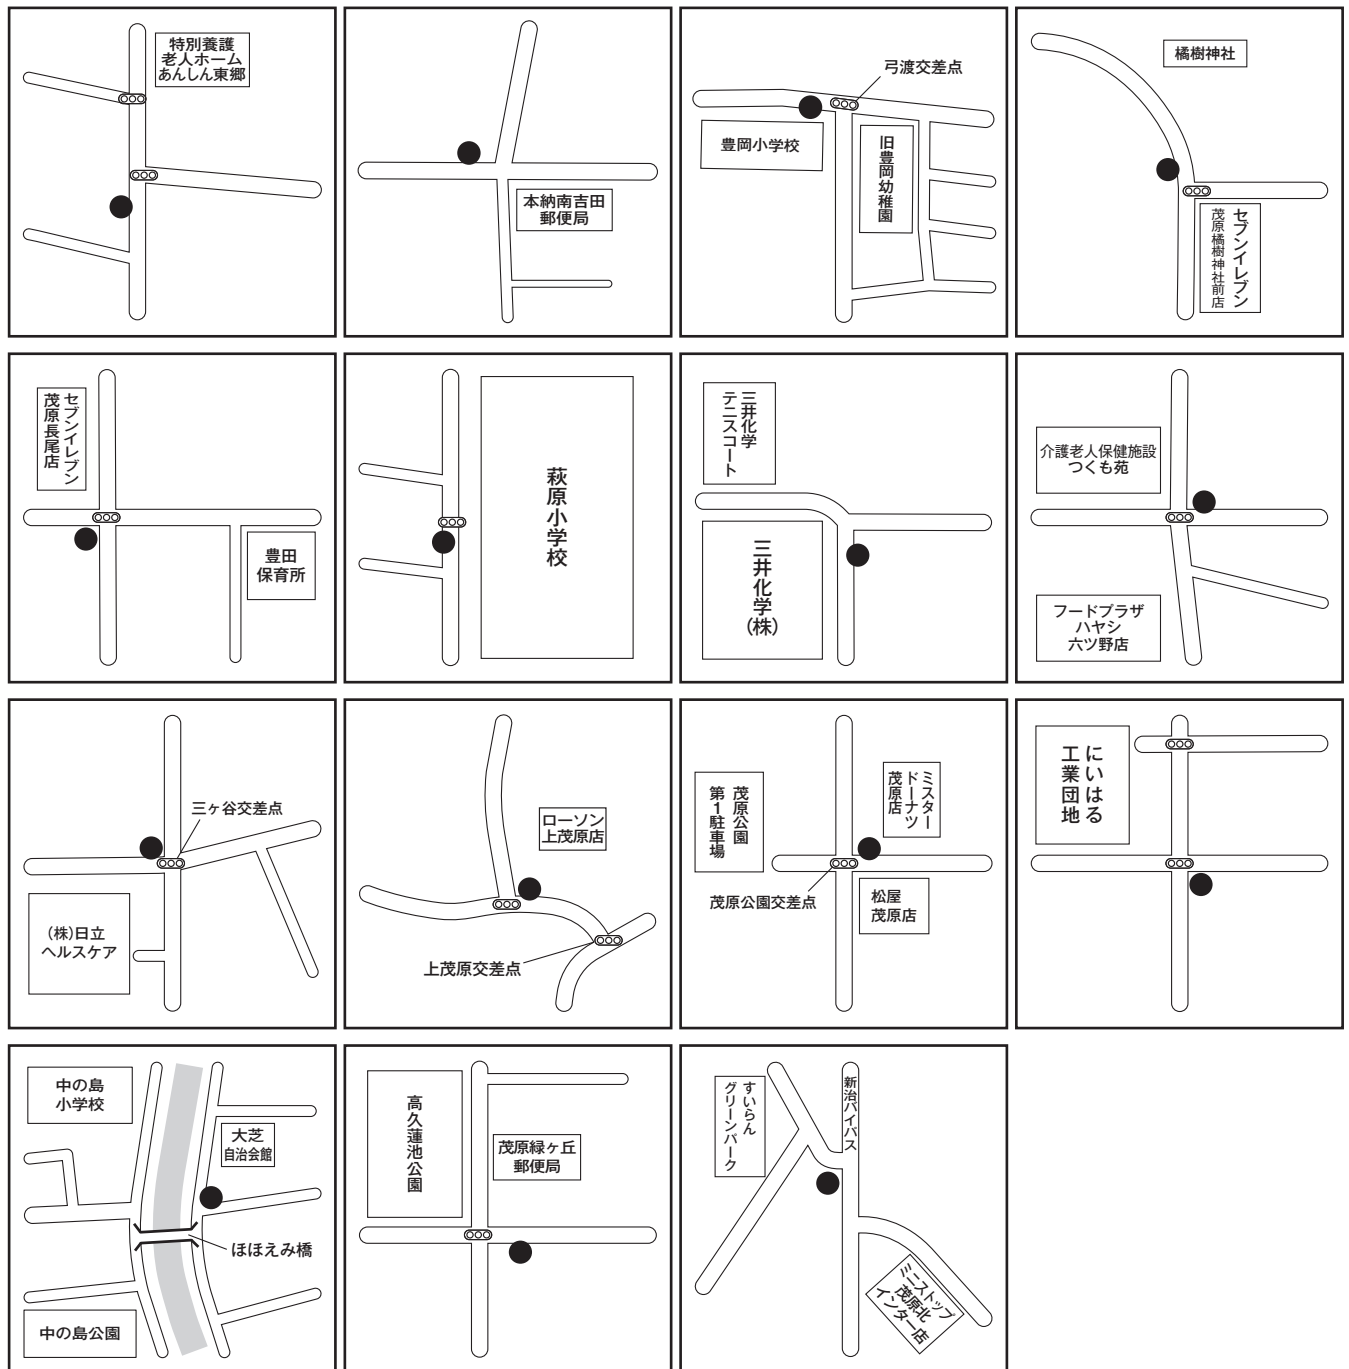 特別養護
老人ホーム
あんしん東郷
本納南吉田
郵便局
弓渡交差点
豊岡小学校
旧豊岡幼稚園
橘樹神社
セブンイレブン
茂原橘樹神社前店
セブンイレブン
茂原長尾店
豊田
保育所
萩原小学校
三井化学
テニスコート
三井化学
(株)
介護老人保健施設
つくも苑
フードプラザ
ハヤシ
六ツ野店
三ヶ谷交差点
(株)日立
ヘルスケア
ローソン
上茂原店
上茂原交差点
茂原公園
第1駐車場
ミスター
ドーナツ
茂原店
茂原公園交差点
松屋
茂原店
にいはる
工業団地
中の島
小学校
大芝
自治会館
ほほえみ橋
中の島公園
高久蓮池公園
茂原緑ヶ丘
郵便局
すいらん
グリーンパーク
新治バイパス
ミニストップ
茂原北
インター店